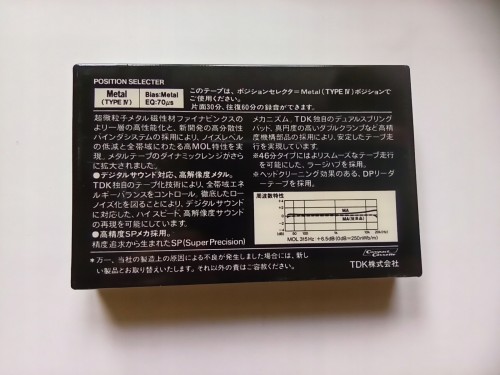 POSITION SELECTER
Metal
(TYPE Ⅳ)
Bias:Metal
EQ:70μs
このテープは、ポジションセレクター=Metal(TYPE Ⅳ)ポジションで
ご使用ください。
片面30分、往復60分の録音ができます。
超微粒子メタル磁性材ファイナビンクスの
より一層の高性能化と、新開発の高分散性
バインダシステムの採用により、ノイズレベル
の低減と全帯域にわたる高MOL特性を実
現。メタルテープのダイナミックレンジがさら
に拡大されました。
●デジタルサウンド対応、高解像度メタル。
TDK独自のテープ化技術により、全帯域エネ
ルギーバランスをコントロール、徹底したロー
ノイズ化を図ることにより、デジタルサウンド
に対応した、ハイスピード、高解像度サウンド
の再現を可能にしています。
●高精度SPメカ採用。
精度追求から生まれたSP(Super Precision)
メカニズム、TDK独自のデュアルスプリング
パッド、真円度の高いダブルクランプなど高精
度機構部品の採用により、安定したテープ走
行を実現しています。
※46分タイプにはよりスムーズなテープ走行
を可能にした、ラージハブを採用。
※ヘッドクリーニング効果のある、DPリーダ
ーテープを採用。
周波数特性
MA
MOL 315Hz +6.5dB(0dB=250nWb/m)
＊万一、当社の製造上の原因による不良が発生しました場合には、新し
い製品とお取り替えいたします。それ以外の責はご容赦ください。
Compact Cassette
TDK株式会社